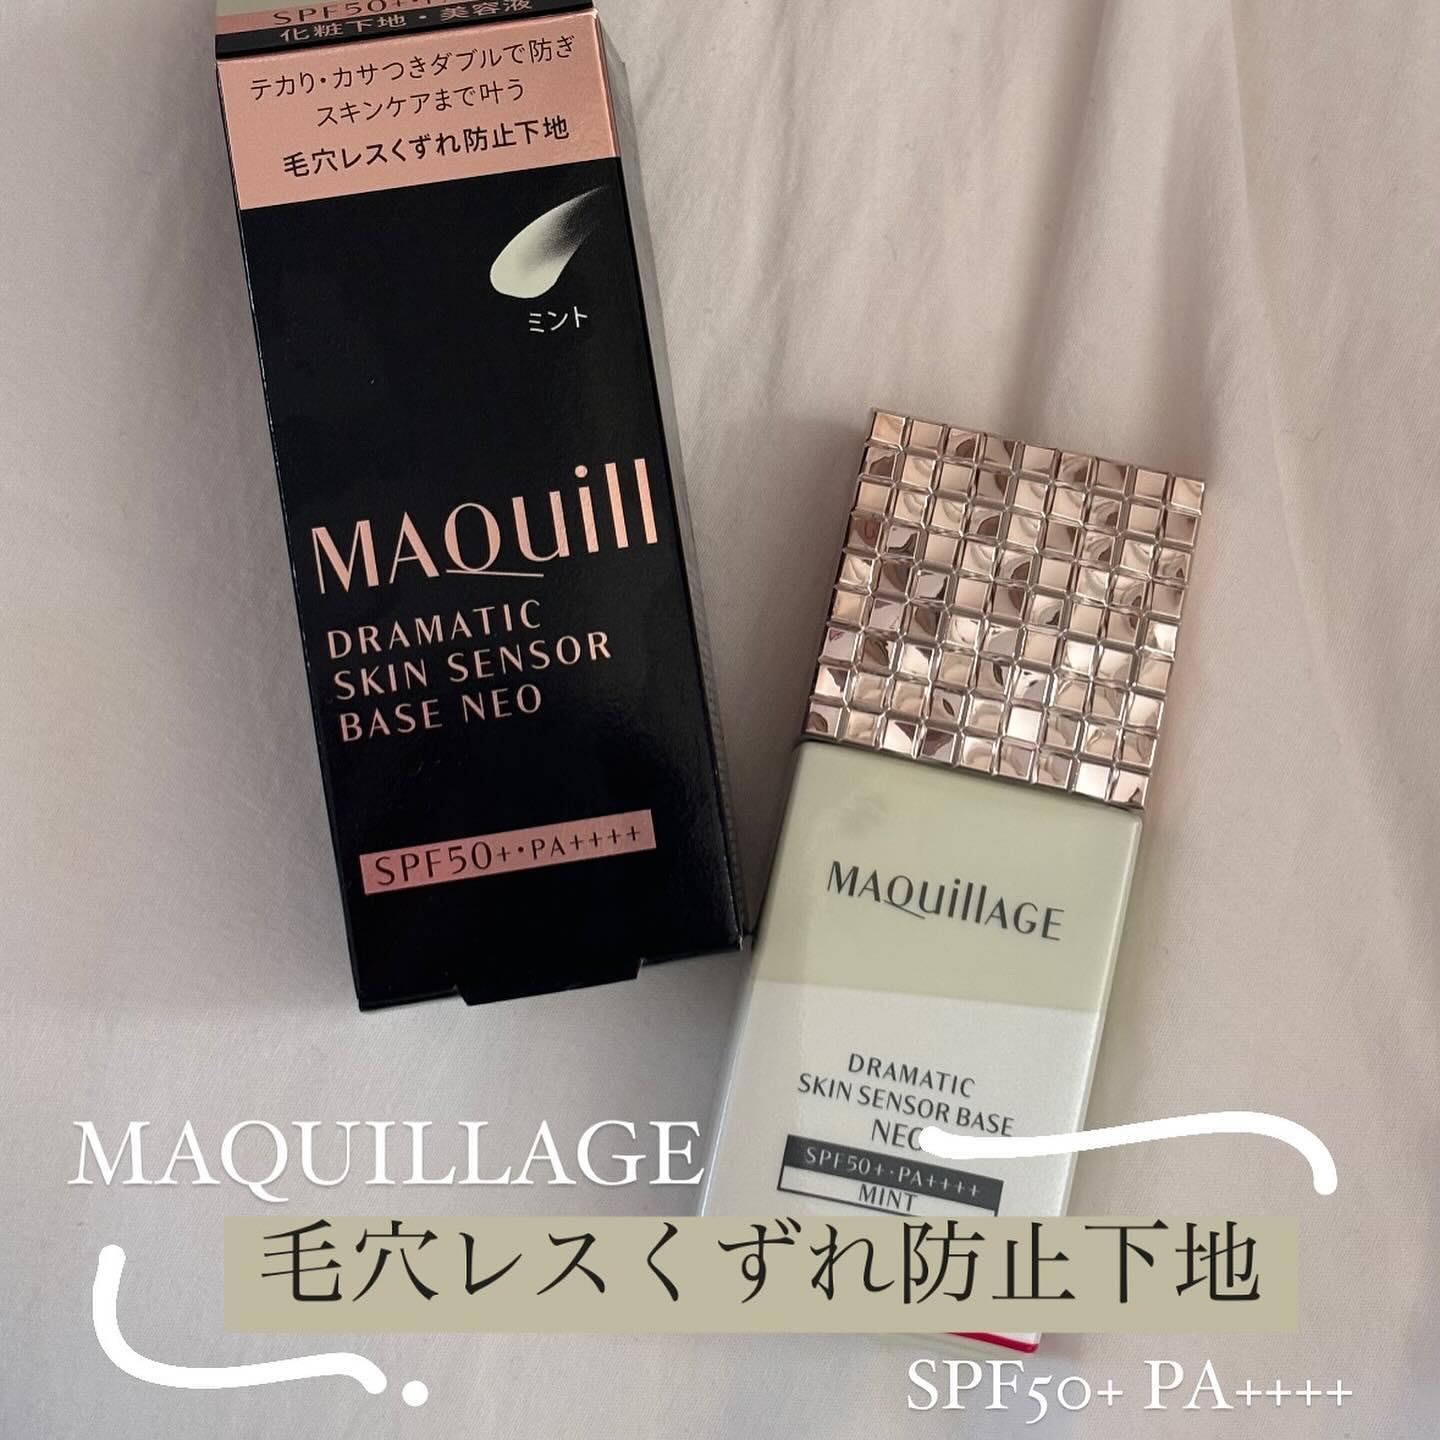 SPF50+・PA
化粧下地・美容液
テカリ・カサつきダブルで防ぎ
スキンケアまで叶う
毛穴レスくずれ防止下地
ミント
MAQuill
DRAMATIC
SKIN SENSOR
BASE NEO
SPF50+・PA++++
MAQuillAGE
DRAMATIC
SKIN SENSOR BASE
NEO
SPF50+・PA++++
MINT
MAQUILLAGE
毛穴レスくずれ防止下地
SPF50+ PA++++